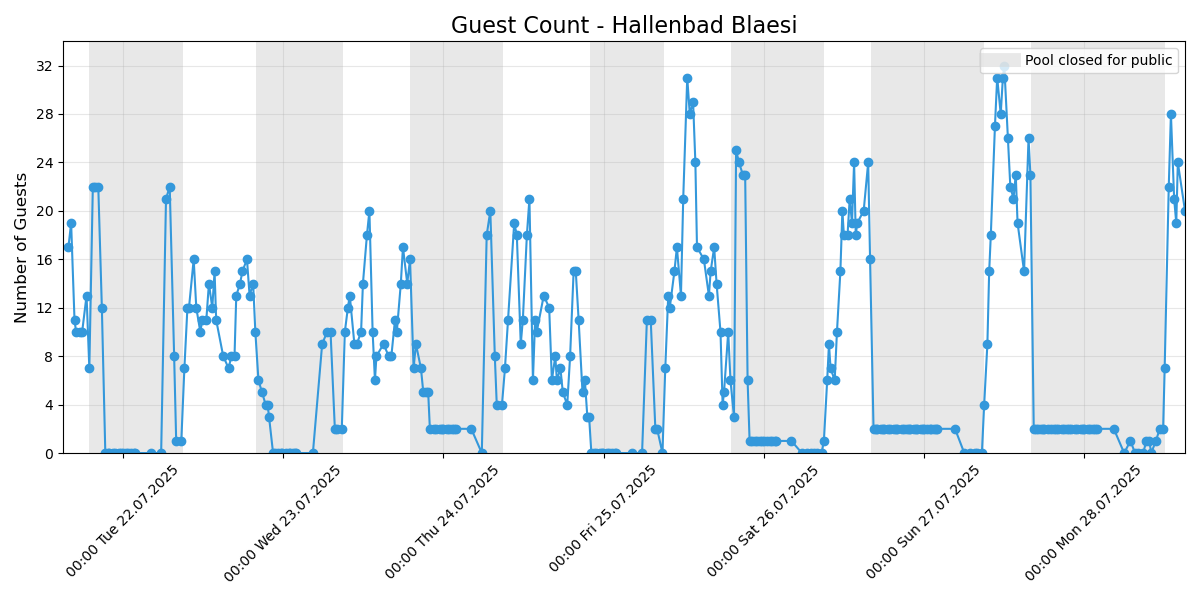 Guest Count - Hallenbad Blaesi
Pool closed for public
Number of Guests
32
28
24
20
16
12
8
4
0
00:00 Tue 22.07.2025
00:00 Wed 23.07.2025
00:00 Thu 24.07.2025
00:00 Fri 25.07.2025
00:00 Sat 26.07.2025
00:00 Sun 27.07.2025
00:00 Mon 28.07.2025